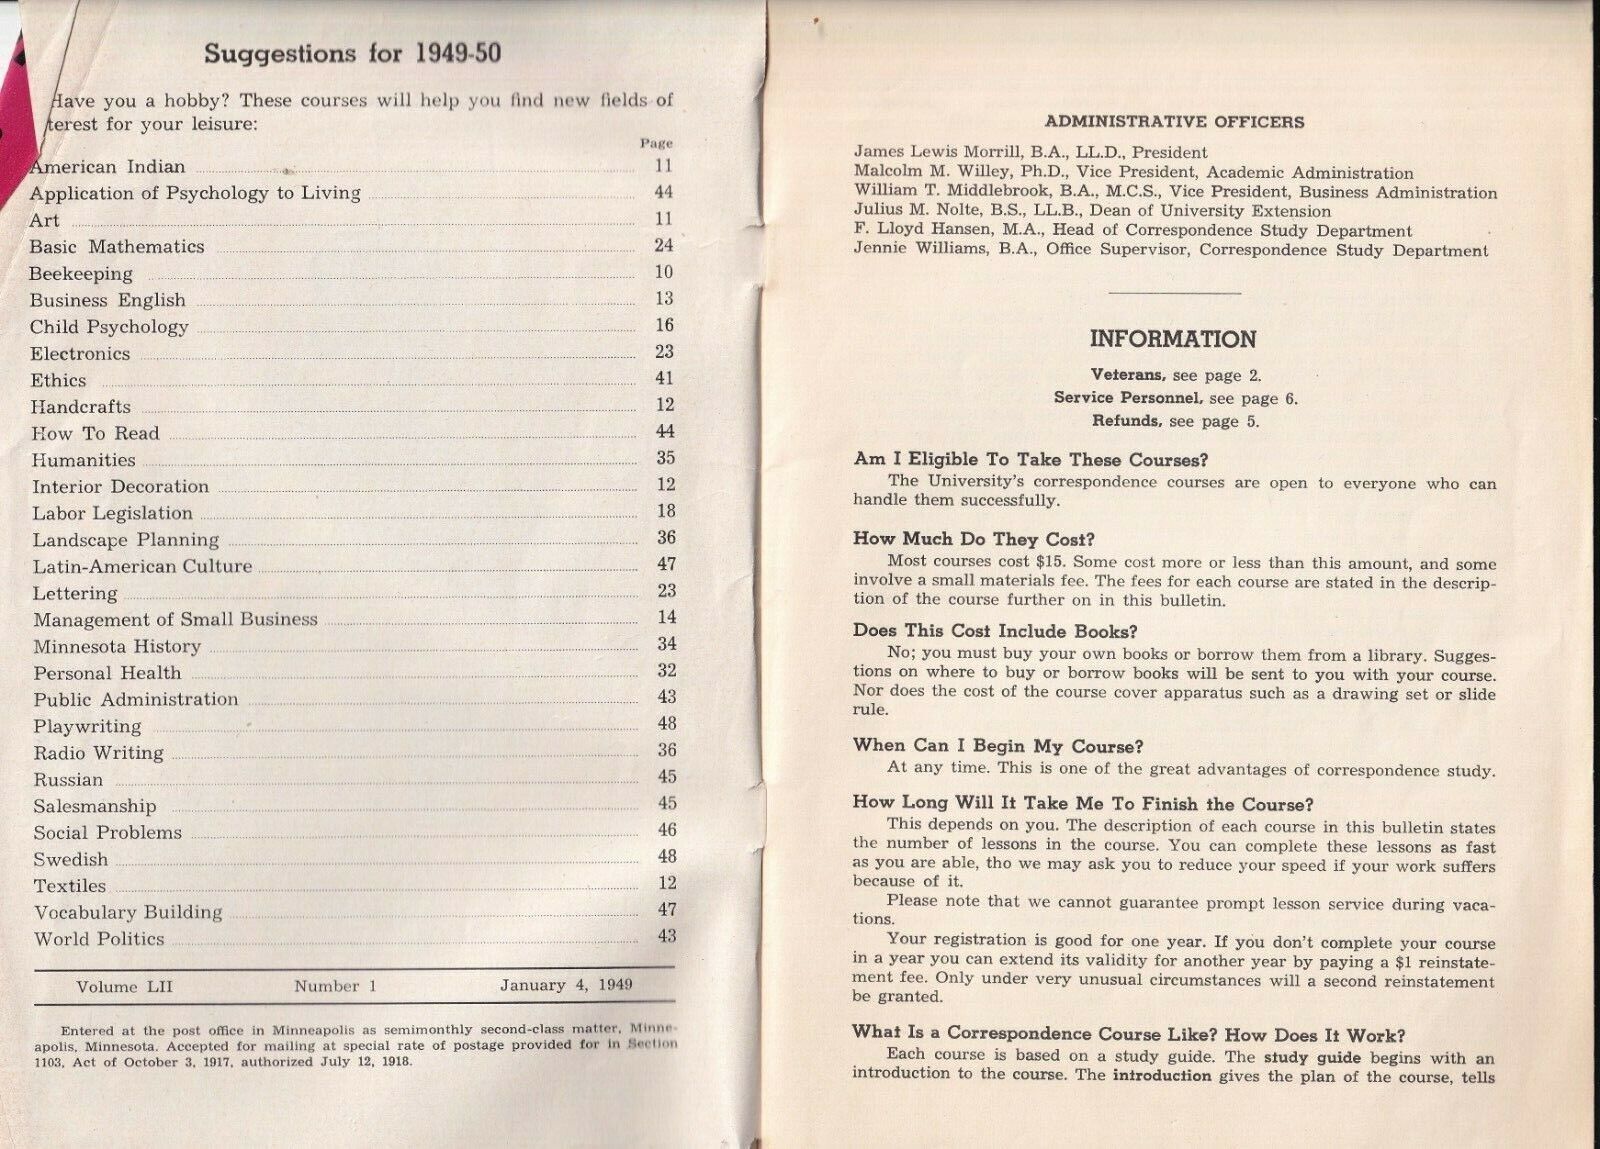 Suggestions for 1949-50
Have you a hobby? These courses will help you find new fields of
terest for your leisure:
Page
American Indian 11
Application of Psychology to Living 44
Art 11
Basic Mathematics 24
Beekeeping 10
Business English 13
Child Psychology 16
Electronics 23
Ethics 41
Handcrafts 12
How To Read 44
Humanities 35
Interior Decoration 12
Labor Legislation 18
Landscape Planning 36
Latin-American Culture 47
Lettering 23
Management of Small Business 14
Minnesota History 34
Personal Health 32
Public Administration 43
Playwriting 48
Radio Writing 36
Russian 45
Salesmanship 45
Social Problems 46
Swedish 48
Textiles 12
Vocabulary Building 47
World Politics 43
Volume LII Number 1 January 4, 1949
Entered at the post office in Minneapolis as semimonthly second-class matter, Minne-
apolis, Minnesota. Accepted for mailing at special rate of postage provided for in Section
1103, Act of October 3, 1917, authorized July 12, 1918.
ADMINISTRATIVE OFFICERS
James Lewis Morrill, B.A., LL.D., President
Malcolm M. Willey, Ph.D., Vice President, Academic Administration
William T. Middlebrook, B.A., M.C.S., Vice President, Business Administration
Julius M. Nolte, B.S., LL.B., Dean of University Extension
F. Lloyd Hansen, M.A., Head of Correspondence Study Department
Jennie Williams, B.A., Office Supervisor, Correspondence Study Department
INFORMATION
Veterans, see page 2.
Service Personnel, see page 6.
Refunds, see page 5.
Am I Eligible To Take These Courses?
The University's correspondence courses are open to everyone who can
handle them successfully.
How Much Do They Cost?
Most courses cost $15. Some cost more or less than this amount, and some
involve a small materials fee. The fees for each course are stated in the descrip-
tion of the course further on in this bulletin.
Does This Cost Include Books?
No; you must buy your own books or borrow them from a library. Sugges-
tions on where to buy or borrow books will be sent to you with your course.
Nor does the cost of the course cover apparatus such as a drawing set or slide
rule.
When Can I Begin My Course?
At any time. This is one of the great advantages of correspondence study.
How Long Will It Take Me To Finish the Course?
This depends on you. The description of each course in this bulletin states
the number of lessons in the course. You can complete these lessons as fast
as you are able, tho we may ask you to reduce your speed if your work suffers
because of it.
Please note that we cannot guarantee prompt lesson service during vaca-
tions.
Your registration is good for one year. If you don't complete your course
in a year you can extend its validity for another year by paying a $1 reinstate-
ment fee. Only under very unusual circumstances will a second reinstatement
be granted.
What Is a Correspondence Course Like? How Does It Work?
Each course is based on a study guide. The study guide begins with an
introduction to the course. The introduction gives the plan of the course, tells